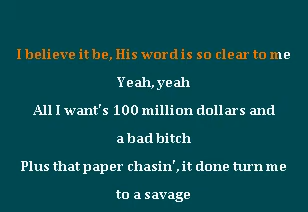 I believe it be, His word is so clear to me
Yeah, yeah
All I want's 100 million dollars and
a bad bitch
Plus that paper chasin', it done turn me
to a savage